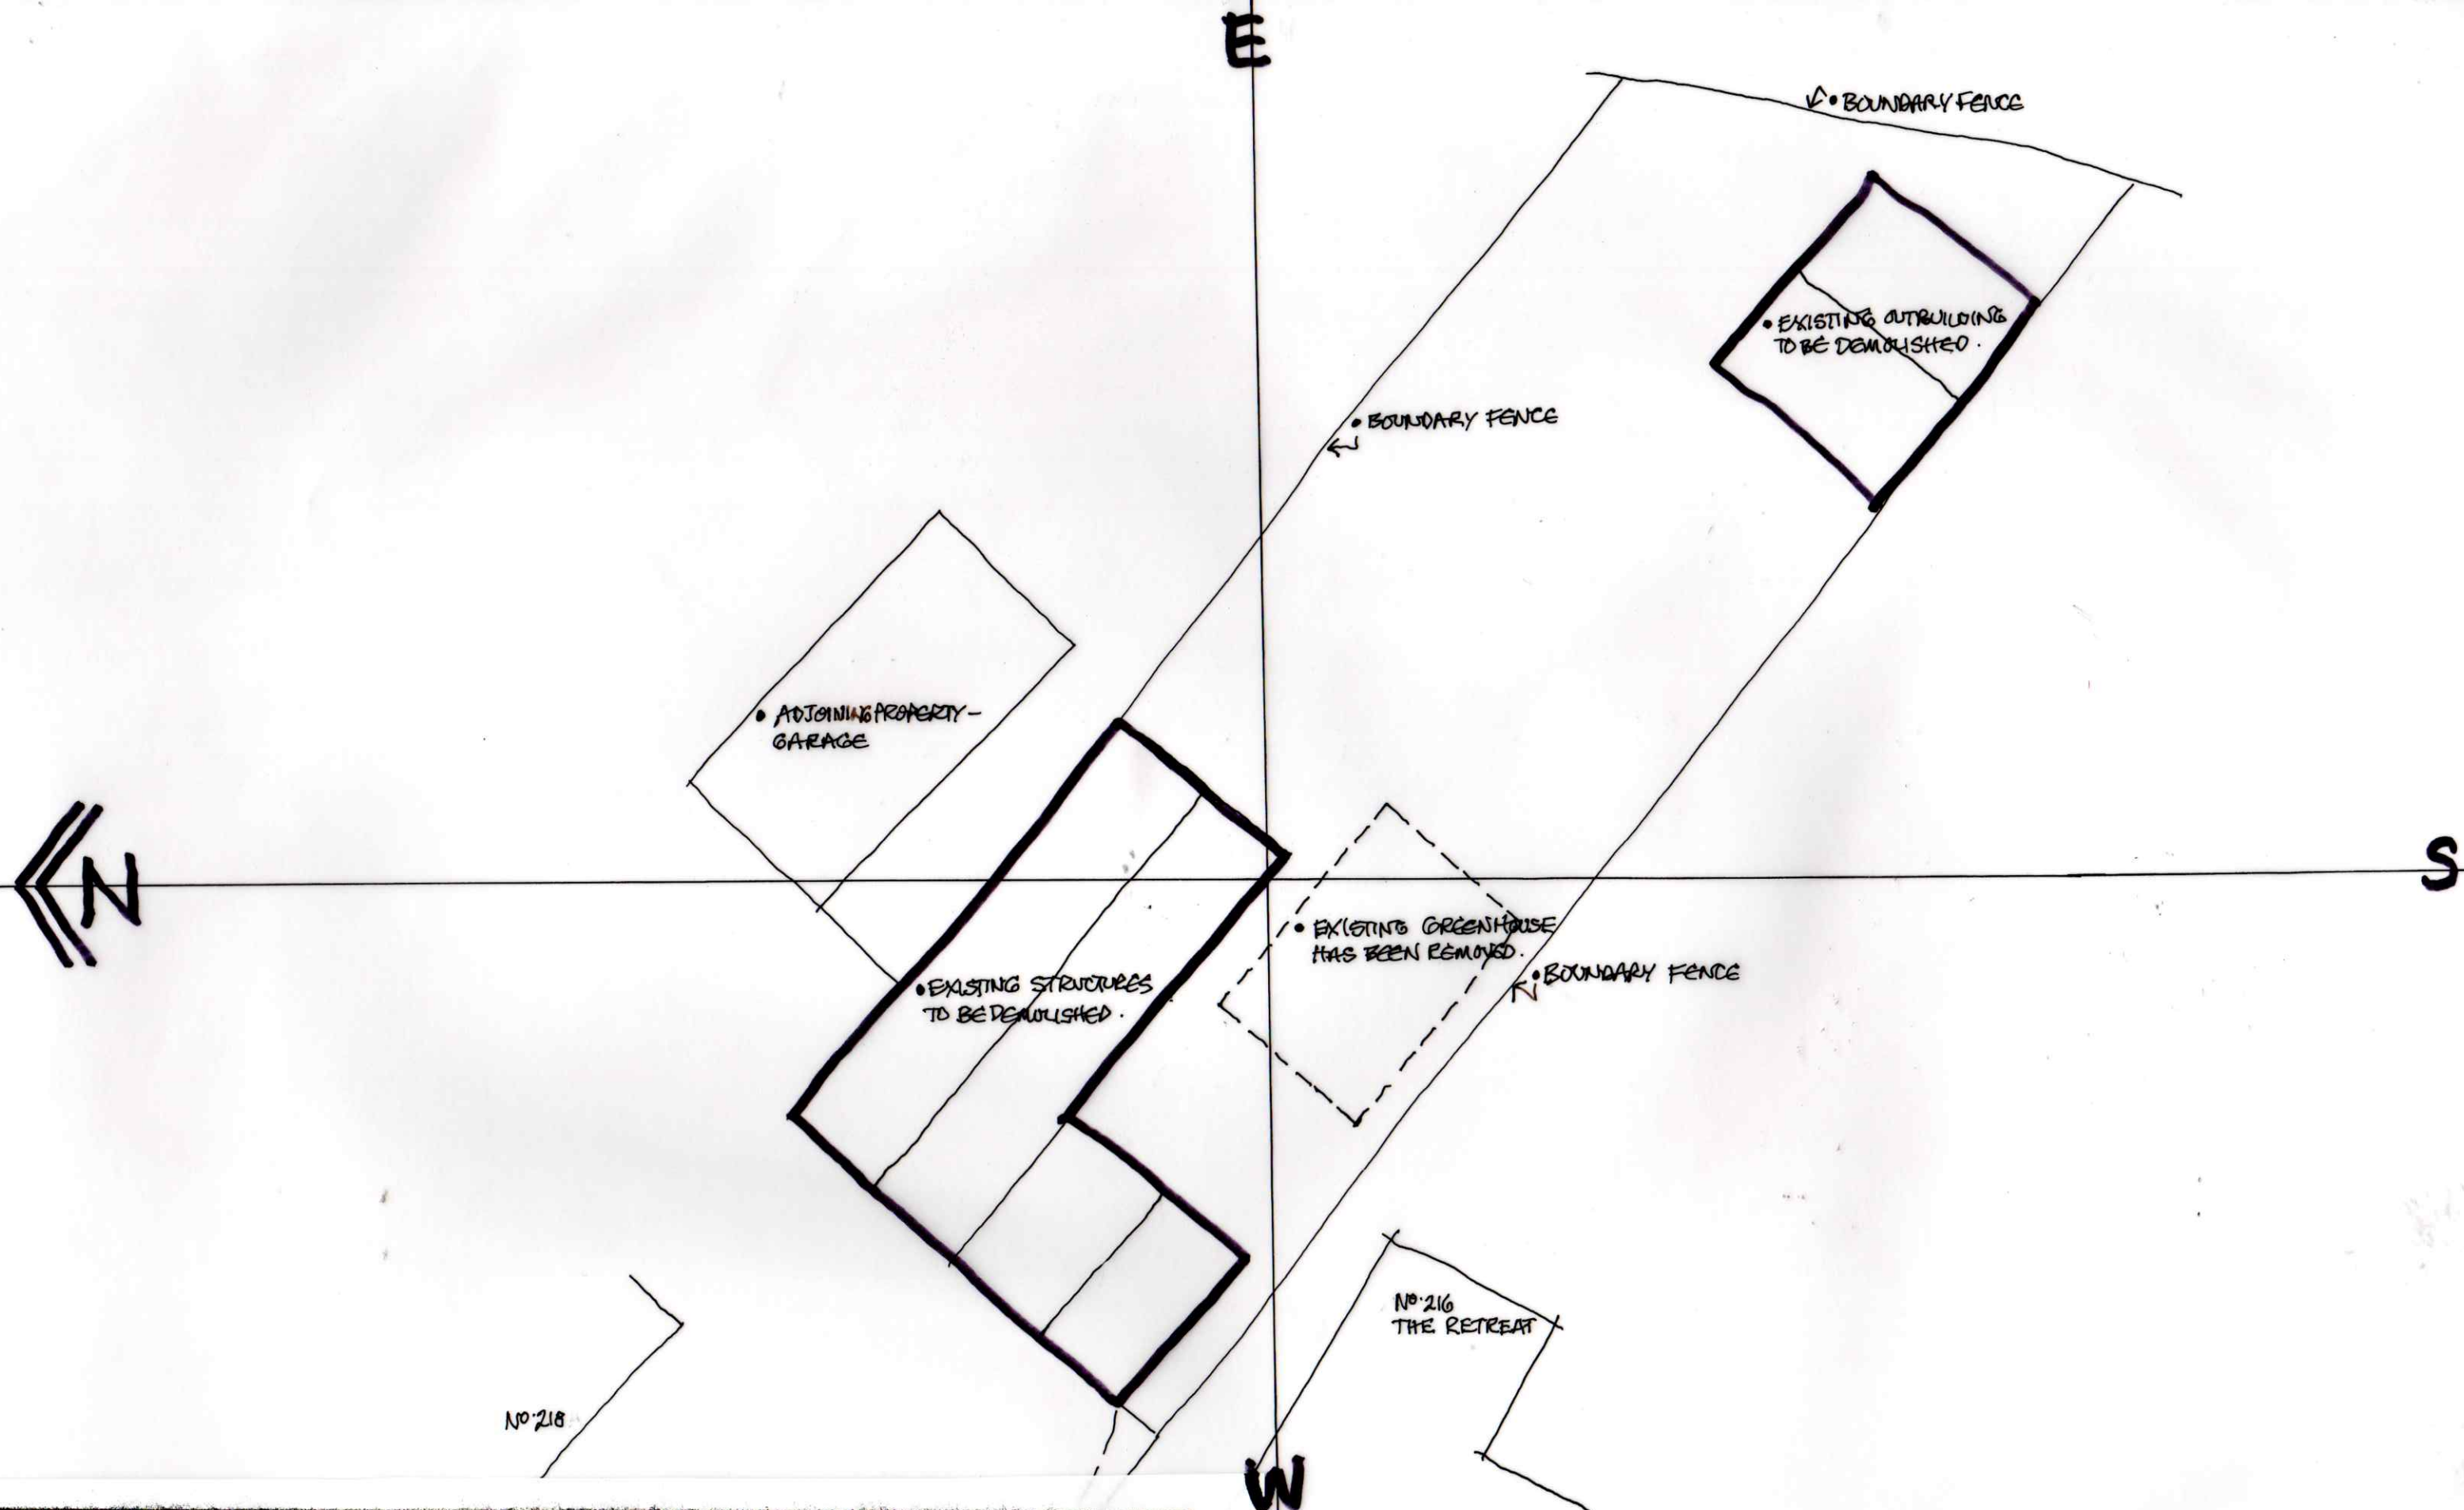 E
• BOUNDARY FENCE
• EXISTING OUTBUILDING
TO BE DEMOLISHED.
• BOUNDARY FENCE
• ADJOINING PROPERTY-
GARAGE
N
S
• EXISTING GREENHOUSE
HAS BEEN REMOVED.
• BOUNDARY FENCE
• EXISTING STRUCTURES
TO BE DEMOLISHED.
Nº·216
THE RETREAT
Nº·218
W